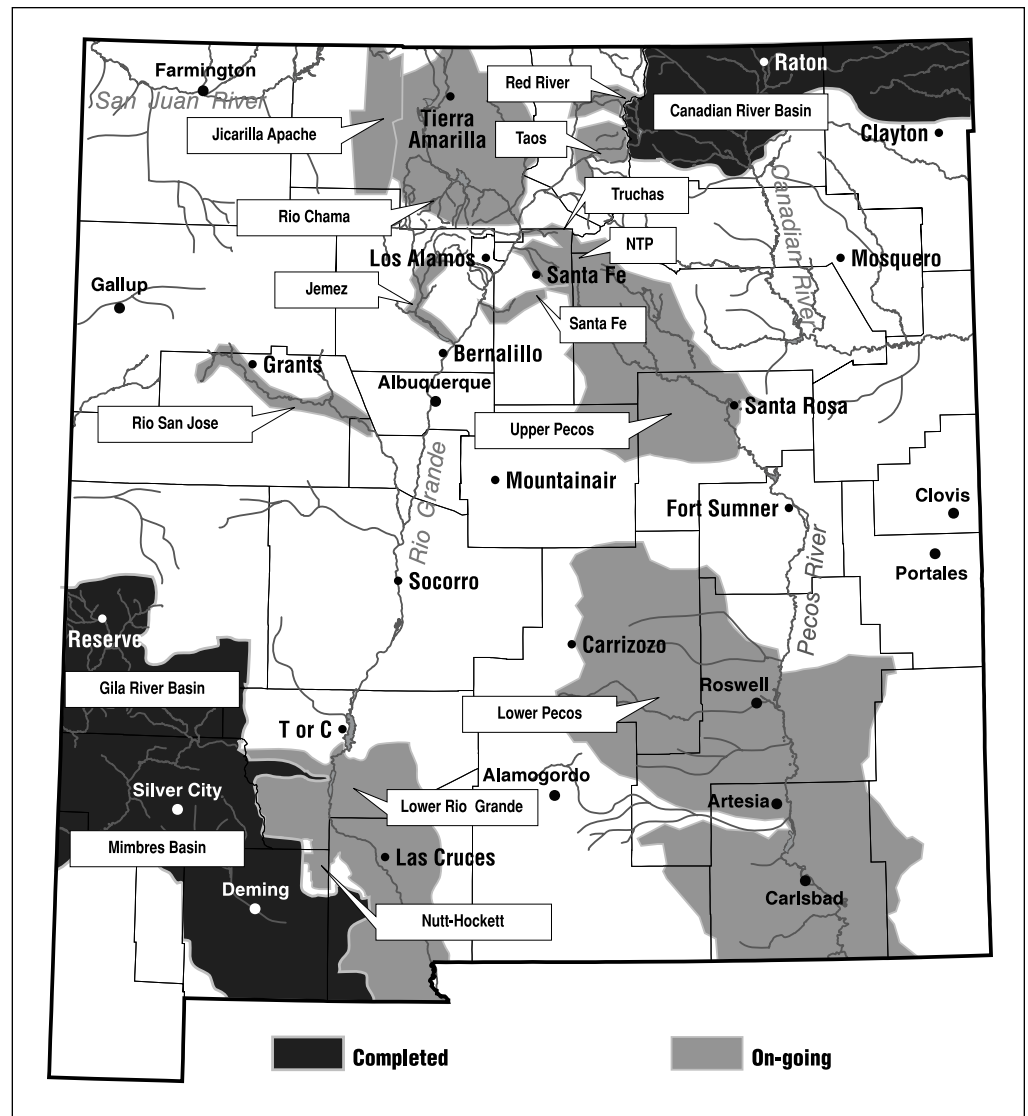 Farmington
San Juan River
Jicarilla Apache
Tierra
Amarilla
Red River
Taos
Raton
Canadian River Basin
Clayton
Canadian River
Rio Chama
Truchas
NTP
Los Alamos
Santa Fe
Mosquero
Gallup
Jemez
Santa Fe
Bernalillo
Grants
Albuquerque
Rio San Jose
Santa Rosa
Upper Pecos
Rio Grande
Mountainair
Fort Sumner
Clovis
Pecos River
Portales
Socorro
Reserve
Carrizozo
Gila River Basin
Roswell
Lower Pecos
T or C
Alamogordo
Silver City
Lower Rio Grande
Artesia
Mimbres Basin
Las Cruces
Deming
Carlsbad
Nutt-Hockett
Completed
On-going